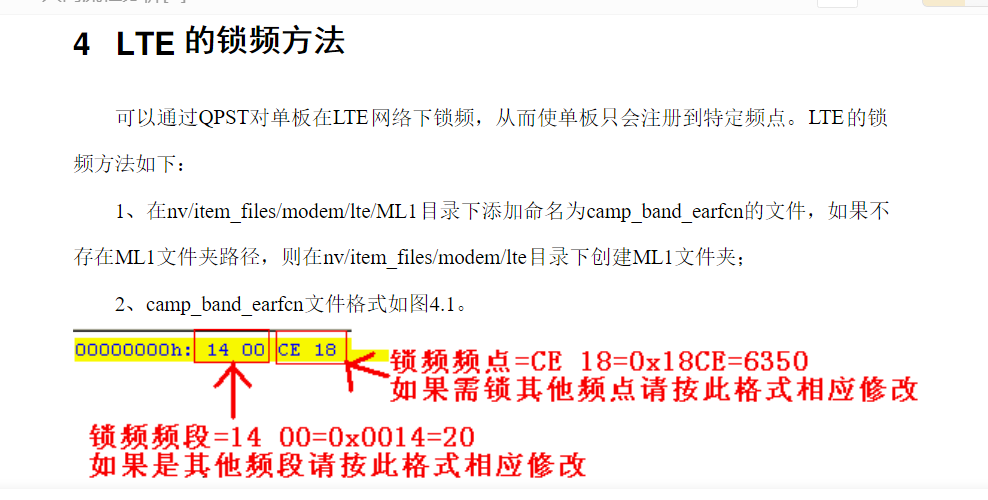 4 LTE 的锁频方法
可以通过QPST对单板在LTE网络下锁频，从而使单板只会注册到特定频点。LTE的锁
频方法如下：
1、在nv/item_files/modem/lte/ML1目录下添加命名为camp_band_earfcn的文件，如果不
存在ML1文件夹路径，则在nv/item_files/modem/lte目录下创建ML1文件夹；
2、camp_band_earfcn文件格式如图4.1。
00000000h: 14 00 CE 18
锁频频点=CE 18=0x18CE=6350
如果需锁其他频点请按此格式相应修改
锁频频段=14 00=0x0014=20
如果是其他频段请按此格式相应修改